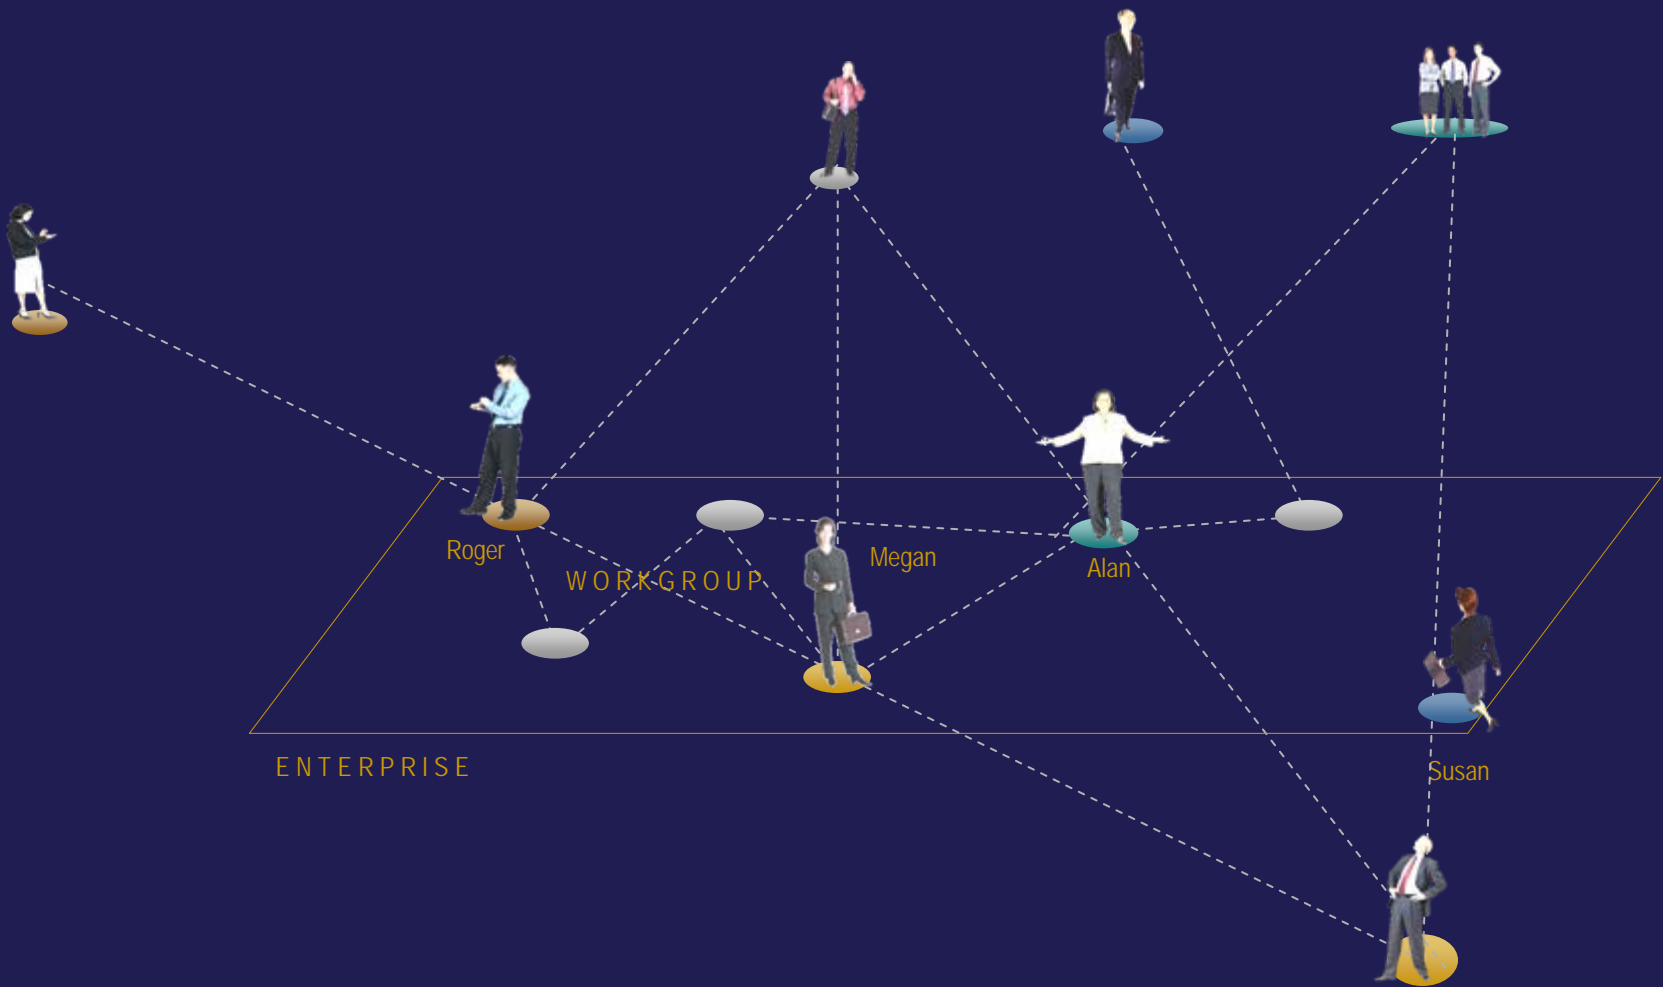 Roger
Megan
Alan
WORKGROUP
ENTERPRISE
Susan